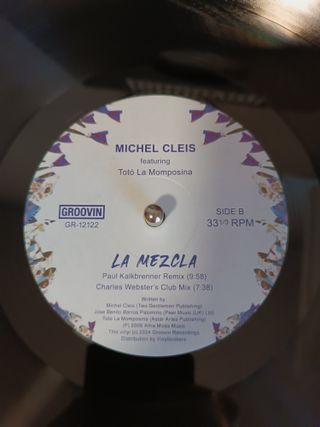 MICHEL CLEIS
featuring
Totó La Momposina
GROOVIN
GR-12122
SIDE B
33 1/3 RPM
LA MEZCLA
Paul Kalkbrenner Remix (9:58)
Charles Webster's Club Mix (7:38)
Written by
Michel Cleis (Two Gentlemen Publishing)
Jose Benito Barros Palomino (Peer Music (UK) Ltd)
Toto La Momposina (Astar Artes Publishing)
(P) 2009 Alma Music
This vinyl (c) 2024 Groovin Recordings
Distribution by Vinylbrokers